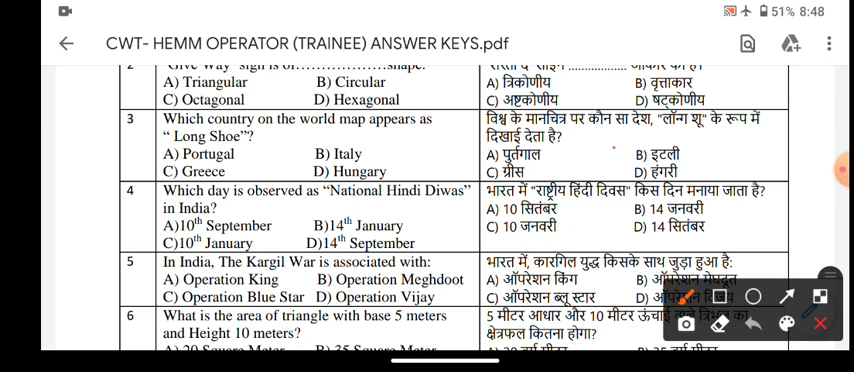 51% 8:48
CWT- HEMM OPERATOR (TRAINEE) ANSWER KEYS.pdf
A) Triangular B) Circular
C) Octagonal D) Hexagonal
A) त्रिकोणीय B) वृत्ताकार
C) अष्टकोणीय D) षट्कोणीय
3 Which country on the world map appears as
“ Long Shoe”?
A) Portugal B) Italy
C) Greece D) Hungary
विश्व के मानचित्र पर कौन सा देश, "लॉन्ग शू" के रूप में
दिखाई देता है?
A) पुर्तगाल B) इटली
C) ग्रीस D) हंगरी
4 Which day is observed as “National Hindi Diwas”
in India?
A)10th September B)14th January
C)10th January D)14th September
भारत में "राष्ट्रीय हिंदी दिवस" किस दिन मनाया जाता है?
A) 10 सितंबर B) 14 जनवरी
C) 10 जनवरी D) 14 सितंबर
5 In India, The Kargil War is associated with:
A) Operation King B) Operation Meghdoot
C) Operation Blue Star D) Operation Vijay
भारत में, कारगिल युद्ध किसके साथ जुड़ा हुआ है:
A) ऑपरेशन किंग B) ऑपरेशन मेघदूत
C) ऑपरेशन ब्लू स्टार D)
6 What is the area of triangle with base 5 meters
and Height 10 meters?
5 मीटर आधार और 10 मीटर ऊंचाई
क्षेत्रफल कितना होगा?